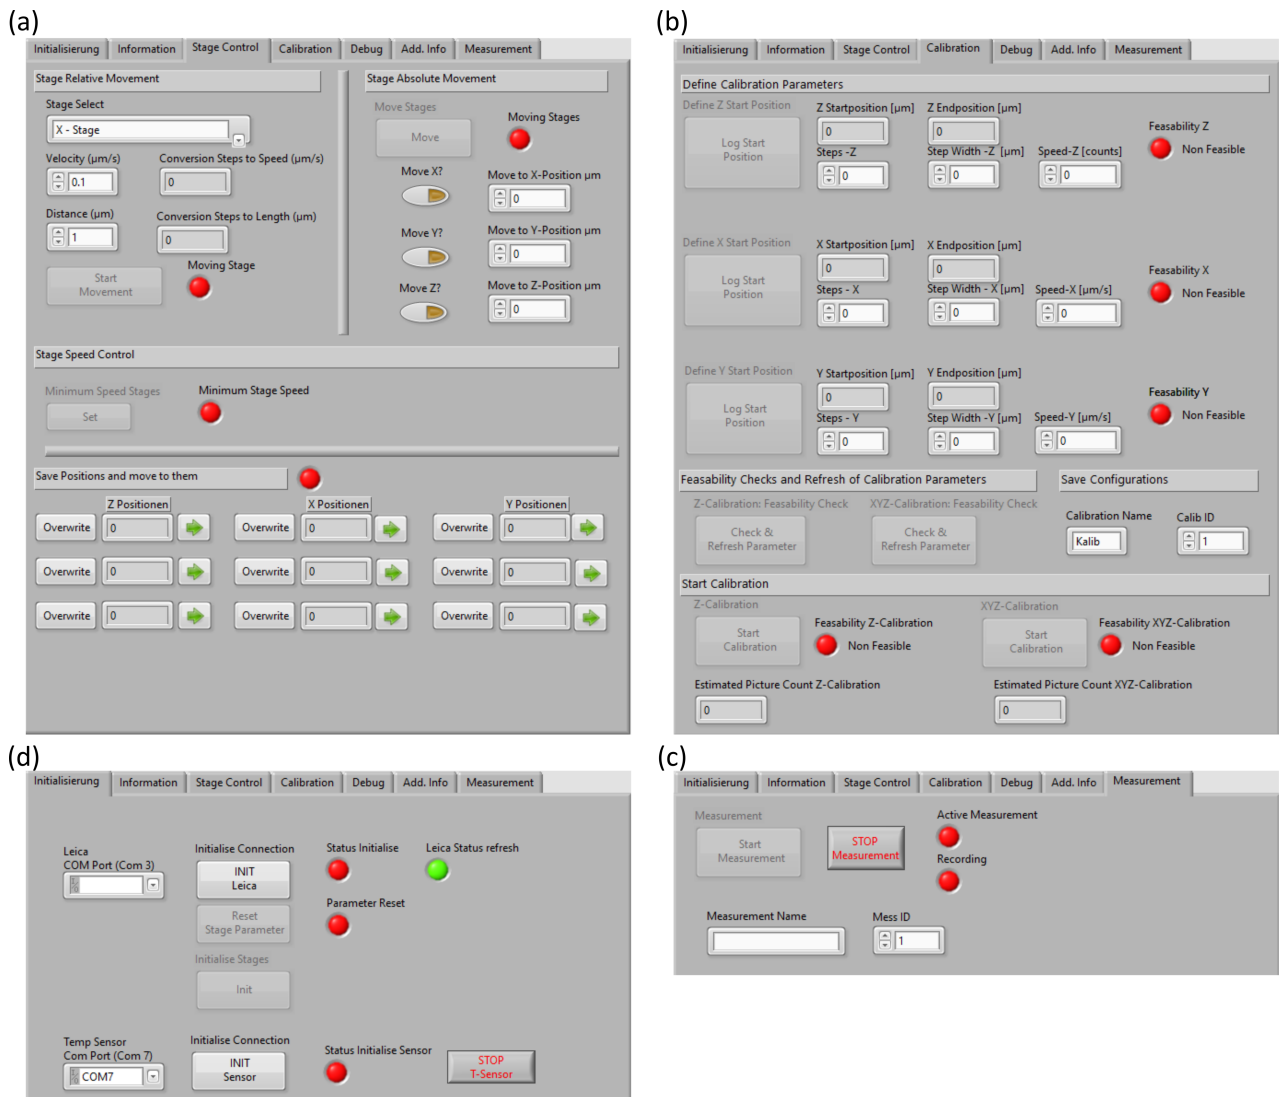 (a)
Initialisierung Information Stage Control Calibration Debug Add. Info Measurement
Stage Relative Movement
Stage Select
X - Stage
Velocity (µm/s) Conversion Steps to Speed (µm/s)
0.1 0
Distance (µm) Conversion Steps to Length (µm)
1 0
Start
Movement
Moving Stage
Stage Absolute Movement
Move Stages
Move
Moving Stages
Move X? Move to X-Position µm
0
Move Y? Move to Y-Position µm
0
Move Z? Move to Z-Position µm
0
Stage Speed Control
Minimum Speed Stages Minimum Stage Speed
Set
Save Positions and move to them
Z Positionen X Positionen Y Positionen
Overwrite 0 Overwrite 0 Overwrite 0
Overwrite 0 Overwrite 0 Overwrite 0
Overwrite 0 Overwrite 0 Overwrite 0
(b)
Initialisierung Information Stage Control Calibration Debug Add. Info Measurement
Define Calibration Parameters
Define Z Start Position Z Startposition [µm] Z Endposition [µm]
Log Start
Position
0 0
Feasability Z
Non Feasible
Steps -Z Step Width -Z [µm] Speed-Z [counts]
0 0 0
Define X Start Position X Startposition [µm] X Endposition [µm]
Log Start
Position
0 0
Feasability X
Non Feasible
Steps - X Step Width - X [µm] Speed-X [µm/s]
0 0 0
Define Y Start Position Y Startposition [µm] Y Endposition [µm]
Log Start
Position
0 0
Feasability Y
Non Feasible
Steps - Y Step Width -Y [µm] Speed-Y [µm/s]
0 0 0
Feasability Checks and Refresh of Calibration Parameters
Z-Calibration: Feasability Check XYZ-Calibration: Feasability Check
Check & Check &
Refresh Parameter Refresh Parameter
Save Configurations
Calibration Name Calib ID
Kalib 1
Start Calibration
Z-Calibration XYZ-Calibration
Start
Calibration
Feasability Z-Calibration
Non Feasible
Start
Calibration
Feasability XYZ-Calibration
Non Feasible
Estimated Picture Count Z-Calibration Estimated Picture Count XYZ-Calibration
0 0
(d)
Initialisierung Information Stage Control Calibration Debug Add. Info Measurement
Leica
COM Port (Com 3)
Initialise Connection Status Initialise Leica Status refresh
INIT
Leica
Reset
Stage Parameter
Parameter Reset
Initialise Stages
Init
Temp Sensor
Com Port (Com 7)
COM7
Initialise Connection
INIT
Sensor
Status Initialise Sensor
STOP
T-Sensor
(c)
Initialisierung Information Stage Control Calibration Debug Add. Info Measurement
Measurement
Start
Measurement
STOP
Measurement
Active Measurement
Recording
Measurement Name Mess ID
1